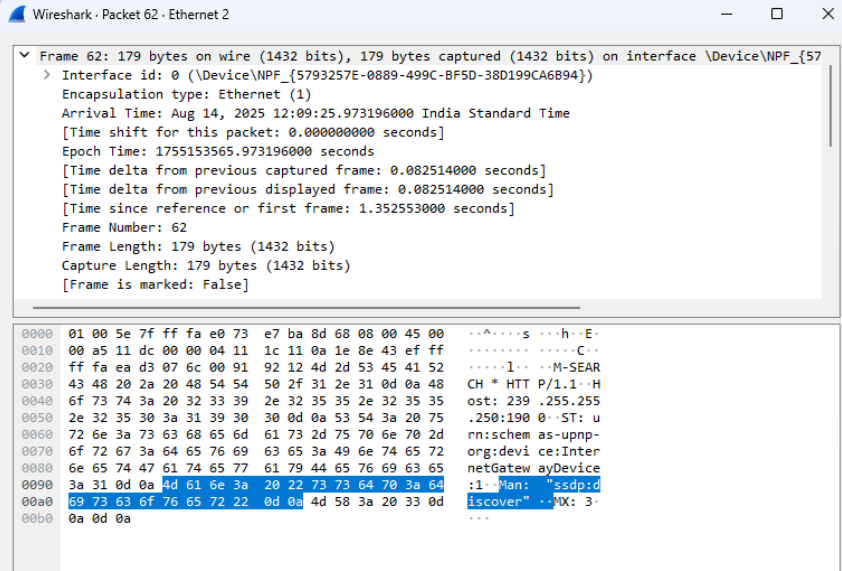 Wireshark · Packet 62 · Ethernet 2
Frame 62: 179 bytes on wire (1432 bits), 179 bytes captured (1432 bits) on interface \Device\NPF_{57
Interface id: 0 (\Device\NPF_{5793257E-0889-499C-BF5D-38D199CA6B94})
Encapsulation type: Ethernet (1)
Arrival Time: Aug 14, 2025 12:09:25.973196000 India Standard Time
[Time shift for this packet: 0.000000000 seconds]
Epoch Time: 1755153565.973196000 seconds
[Time delta from previous captured frame: 0.082514000 seconds]
[Time delta from previous displayed frame: 0.082514000 seconds]
[Time since reference or first frame: 1.352553000 seconds]
Frame Number: 62
Frame Length: 179 bytes (1432 bits)
Capture Length: 179 bytes (1432 bits)
[Frame is marked: False]
0000 01 00 5e 7f ff fa e0 73 e7 ba 8d 68 08 00 45 00 ··^····s ···h··E·
0010 00 a5 11 dc 00 00 04 11 1c 11 0a 1e 8e 43 ef ff ········ ·····C··
0020 ff fa ea d3 07 6c 00 91 92 12 4d 2d 53 45 41 52 ·····l·· ··M-SEAR
0030 43 48 20 2a 20 48 54 54 50 2f 31 2e 31 0d 0a 48 CH * HTT P/1.1··H
0040 6f 73 74 3a 20 32 33 39 2e 32 35 35 2e 32 35 35 ost: 239 .255.255
0050 2e 32 35 30 3a 31 39 30 30 0d 0a 53 54 3a 20 75 .250:190 0··ST: u
0060 72 6e 3a 73 63 68 65 6d 61 73 2d 75 70 6e 70 2d rn:schem as-upnp-
0070 6f 72 67 3a 64 65 76 69 63 65 3a 49 6e 74 65 72 org:devi ce:Inter
0080 6e 65 74 47 61 74 65 77 61 79 44 65 76 69 63 65 netGatew ayDevice
0090 3a 31 0d 0a 4d 61 6e 3a 20 22 73 73 64 70 3a 64 :1··Man: "ssdp:d
00a0 69 73 63 6f 76 65 72 22 0d 0a 4d 58 3a 20 33 0d iscover" ··MX: 3·
00b0 0a 0d 0a ···